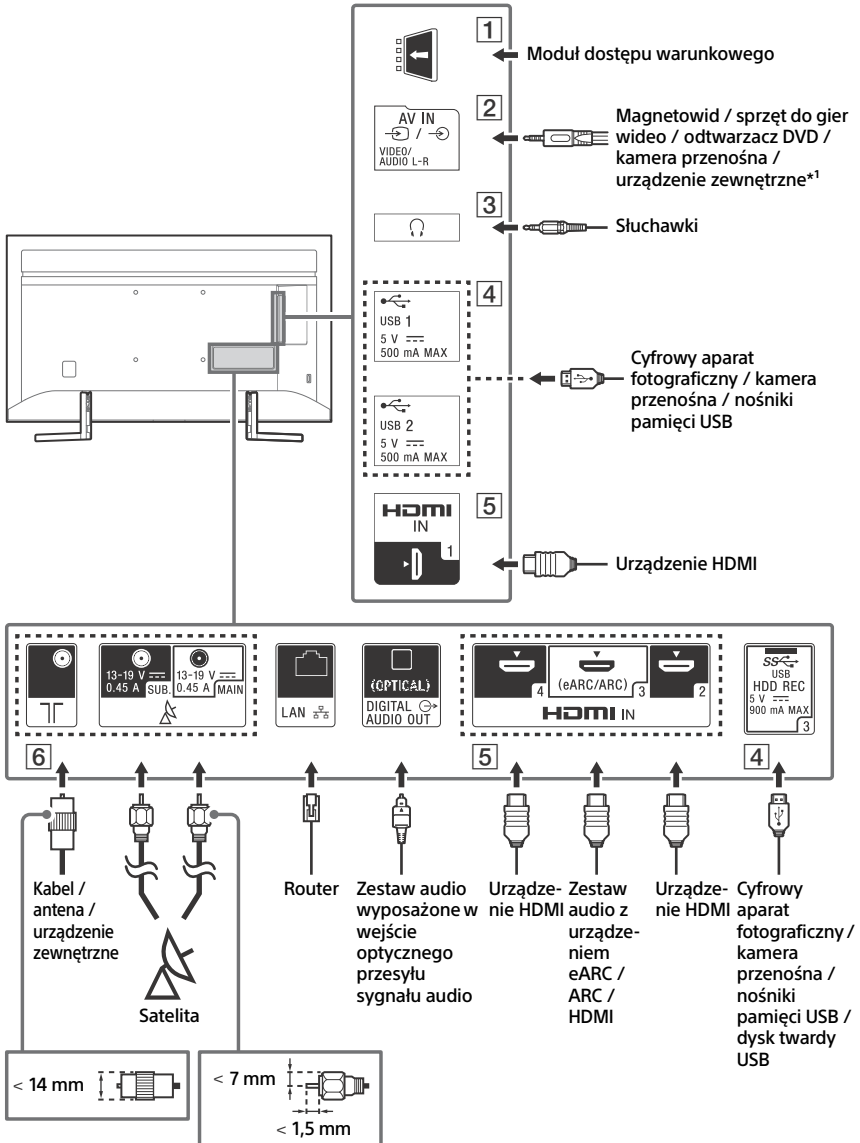 1
Moduł dostępu warunkowego
2
AV IN
/
VIDEO/
AUDIO L-R
Magnetowid / sprzęt do gier
wideo / odtwarzacz DVD /
kamera przenośna /
urządzenie zewnętrzne*1
3
Słuchawki
4
USB 1
5 V
500 mA MAX
USB 2
5 V
500 mA MAX
Cyfrowy aparat
fotograficzny / kamera
przenośna / nośniki
pamięci USB
5
HDMI
IN
1
Urządzenie HDMI
13-19 V
0.45 A SUB.
13-19 V
0.45 A MAIN
LAN
(OPTICAL)
DIGITAL
AUDIO OUT
4
(eARC/ARC) 3
2
HDMI IN
SS
USB
HDD REC
5 V
900 mA MAX
3
6
5
4
Kabel /
antena /
urządzenie
zewnętrzne
Satelita
Router
Zestaw audio
wyposażone w
wejście
optycznego
przesyłu
sygnału audio
Urządze-
nie HDMI
Zestaw
audio z
urządze-
niem
eARC /
ARC /
HDMI
Urządze-
nie HDMI
Cyfrowy
aparat
fotograficzny /
kamera
przenośna /
nośniki
pamięci USB /
dysk twardy
USB
< 14 mm
< 7 mm
< 1,5 mm